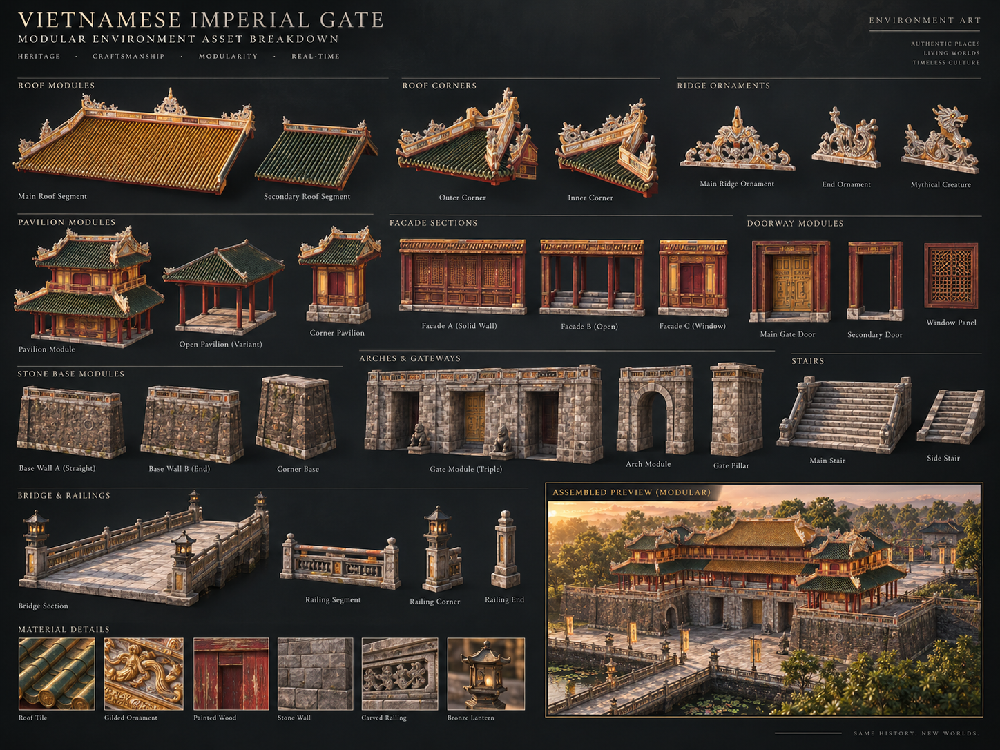 VIETNAMESE IMPERIAL GATE
MODULAR ENVIRONMENT ASSET BREAKDOWN
HERITAGE · CRAFTSMANSHIP · MODULARITY · REAL-TIME
ENVIRONMENT ART
AUTHENTIC PLACES
LIVING WORLDS
TIMELESS CULTURE
ROOF MODULES
Main Roof Segment
Secondary Roof Segment
ROOF CORNERS
Outer Corner
Inner Corner
RIDGE ORNAMENTS
Main Ridge Ornament
End Ornament
Mythical Creature
PAVILION MODULES
Pavilion Module
Open Pavilion (Variant)
Corner Pavilion
FACADE SECTIONS
Facade A (Solid Wall)
Facade B (Open)
Facade C (Window)
DOORWAY MODULES
Main Gate Door
Secondary Door
Window Panel
STONE BASE MODULES
Base Wall A (Straight)
Base Wall B (End)
Corner Base
ARCHES & GATEWAYS
Gate Module (Triple)
Arch Module
Gate Pillar
STAIRS
Main Stair
Side Stair
BRIDGE & RAILINGS
Bridge Section
Railing Segment
Railing Corner
Railing End
ASSEMBLED PREVIEW (MODULAR)
MATERIAL DETAILS
Roof Tile
Gilded Ornament
Painted Wood
Stone Wall
Carved Railing
Bronze Lantern
SAME HISTORY. NEW WORLDS.